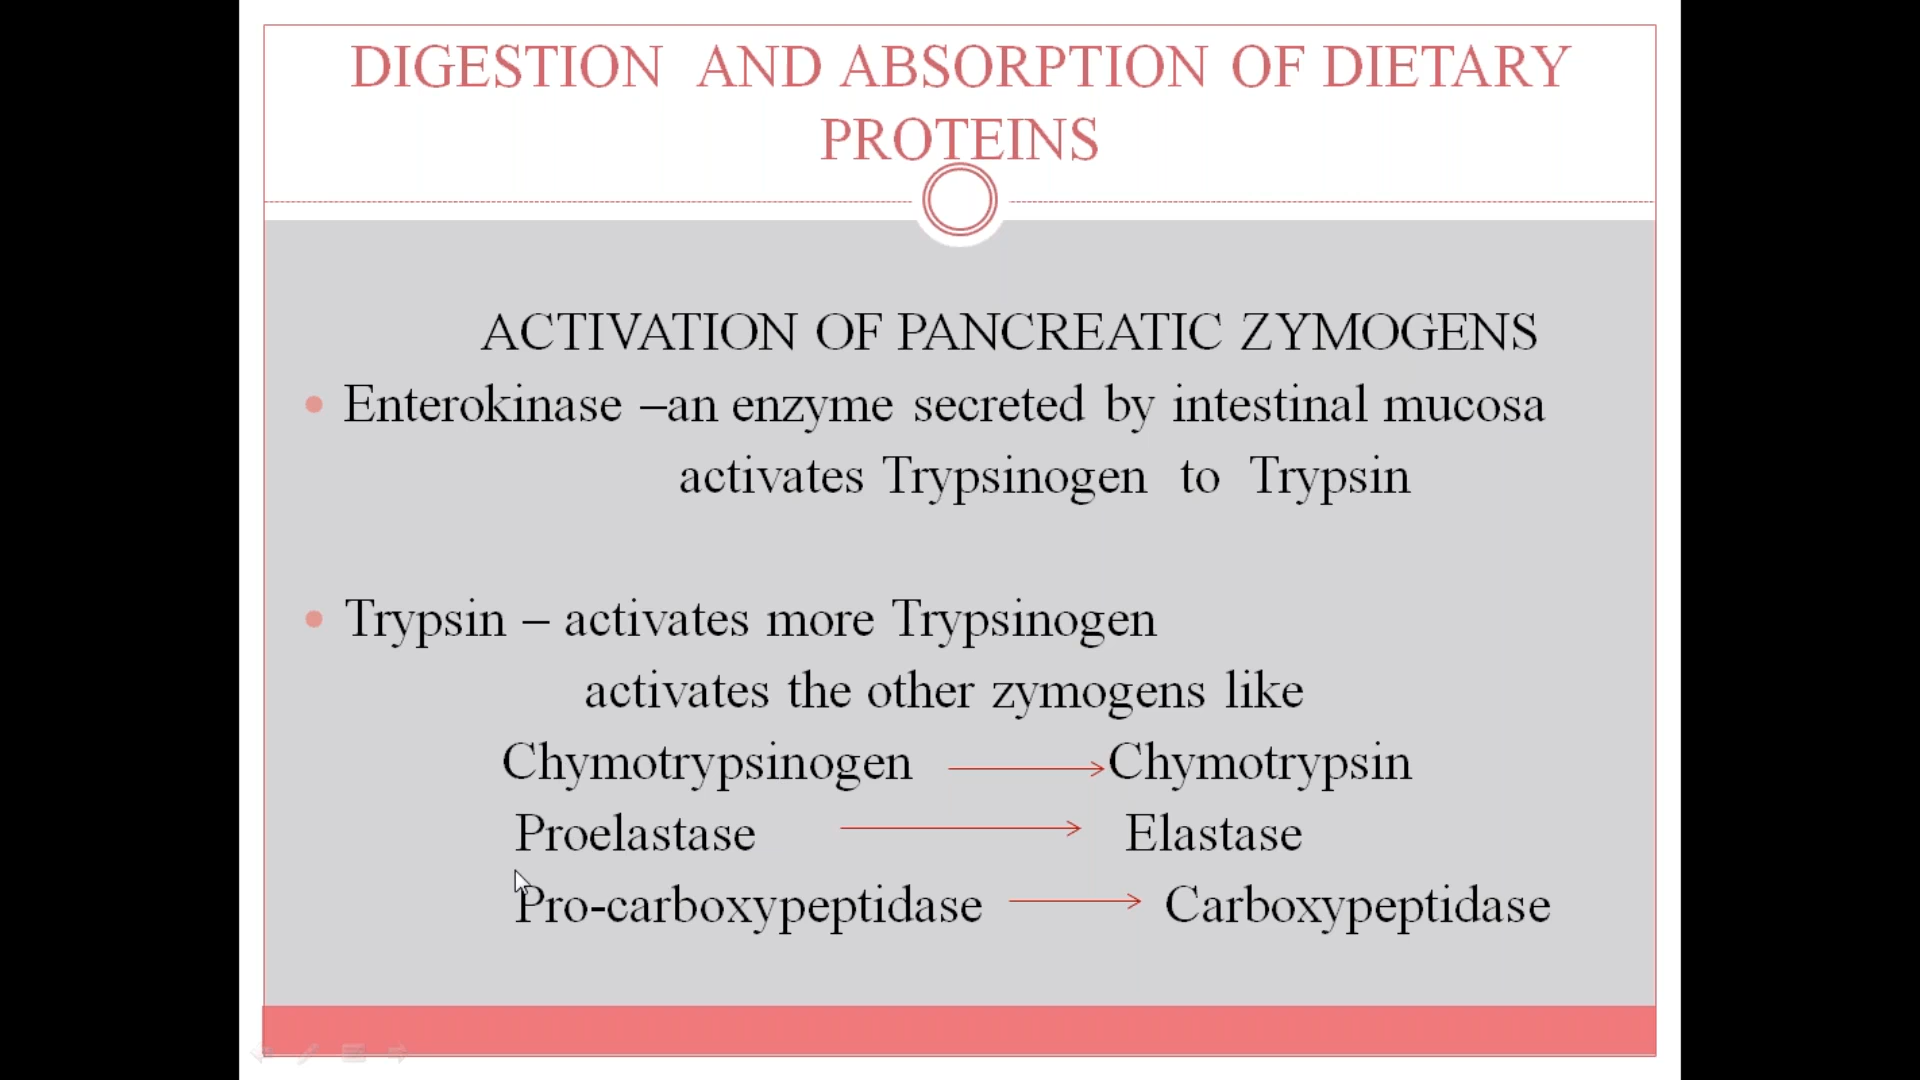 DIGESTION AND ABSORPTION OF DIETARY
PROTEINS
ACTIVATION OF PANCREATIC ZYMOGENS
Enterokinase –an enzyme secreted by intestinal mucosa
activates Trypsinogen to Trypsin
Trypsin – activates more Trypsinogen
activates the other zymogens like
Chymotrypsinogen → Chymotrypsin
Proelastase → Elastase
Pro-carboxypeptidase → Carboxypeptidase